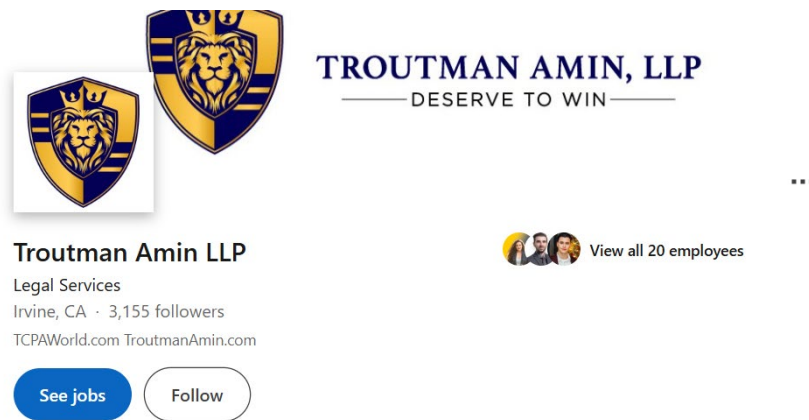 TROUTMAN AMIN, LLP
DESERVE TO WIN
Troutman Amin LLP
View all 20 employees
Legal Services
Irvine, CA · 3,155 followers
TCPAWorld.com TroutmanAmin.com
See jobs
Follow